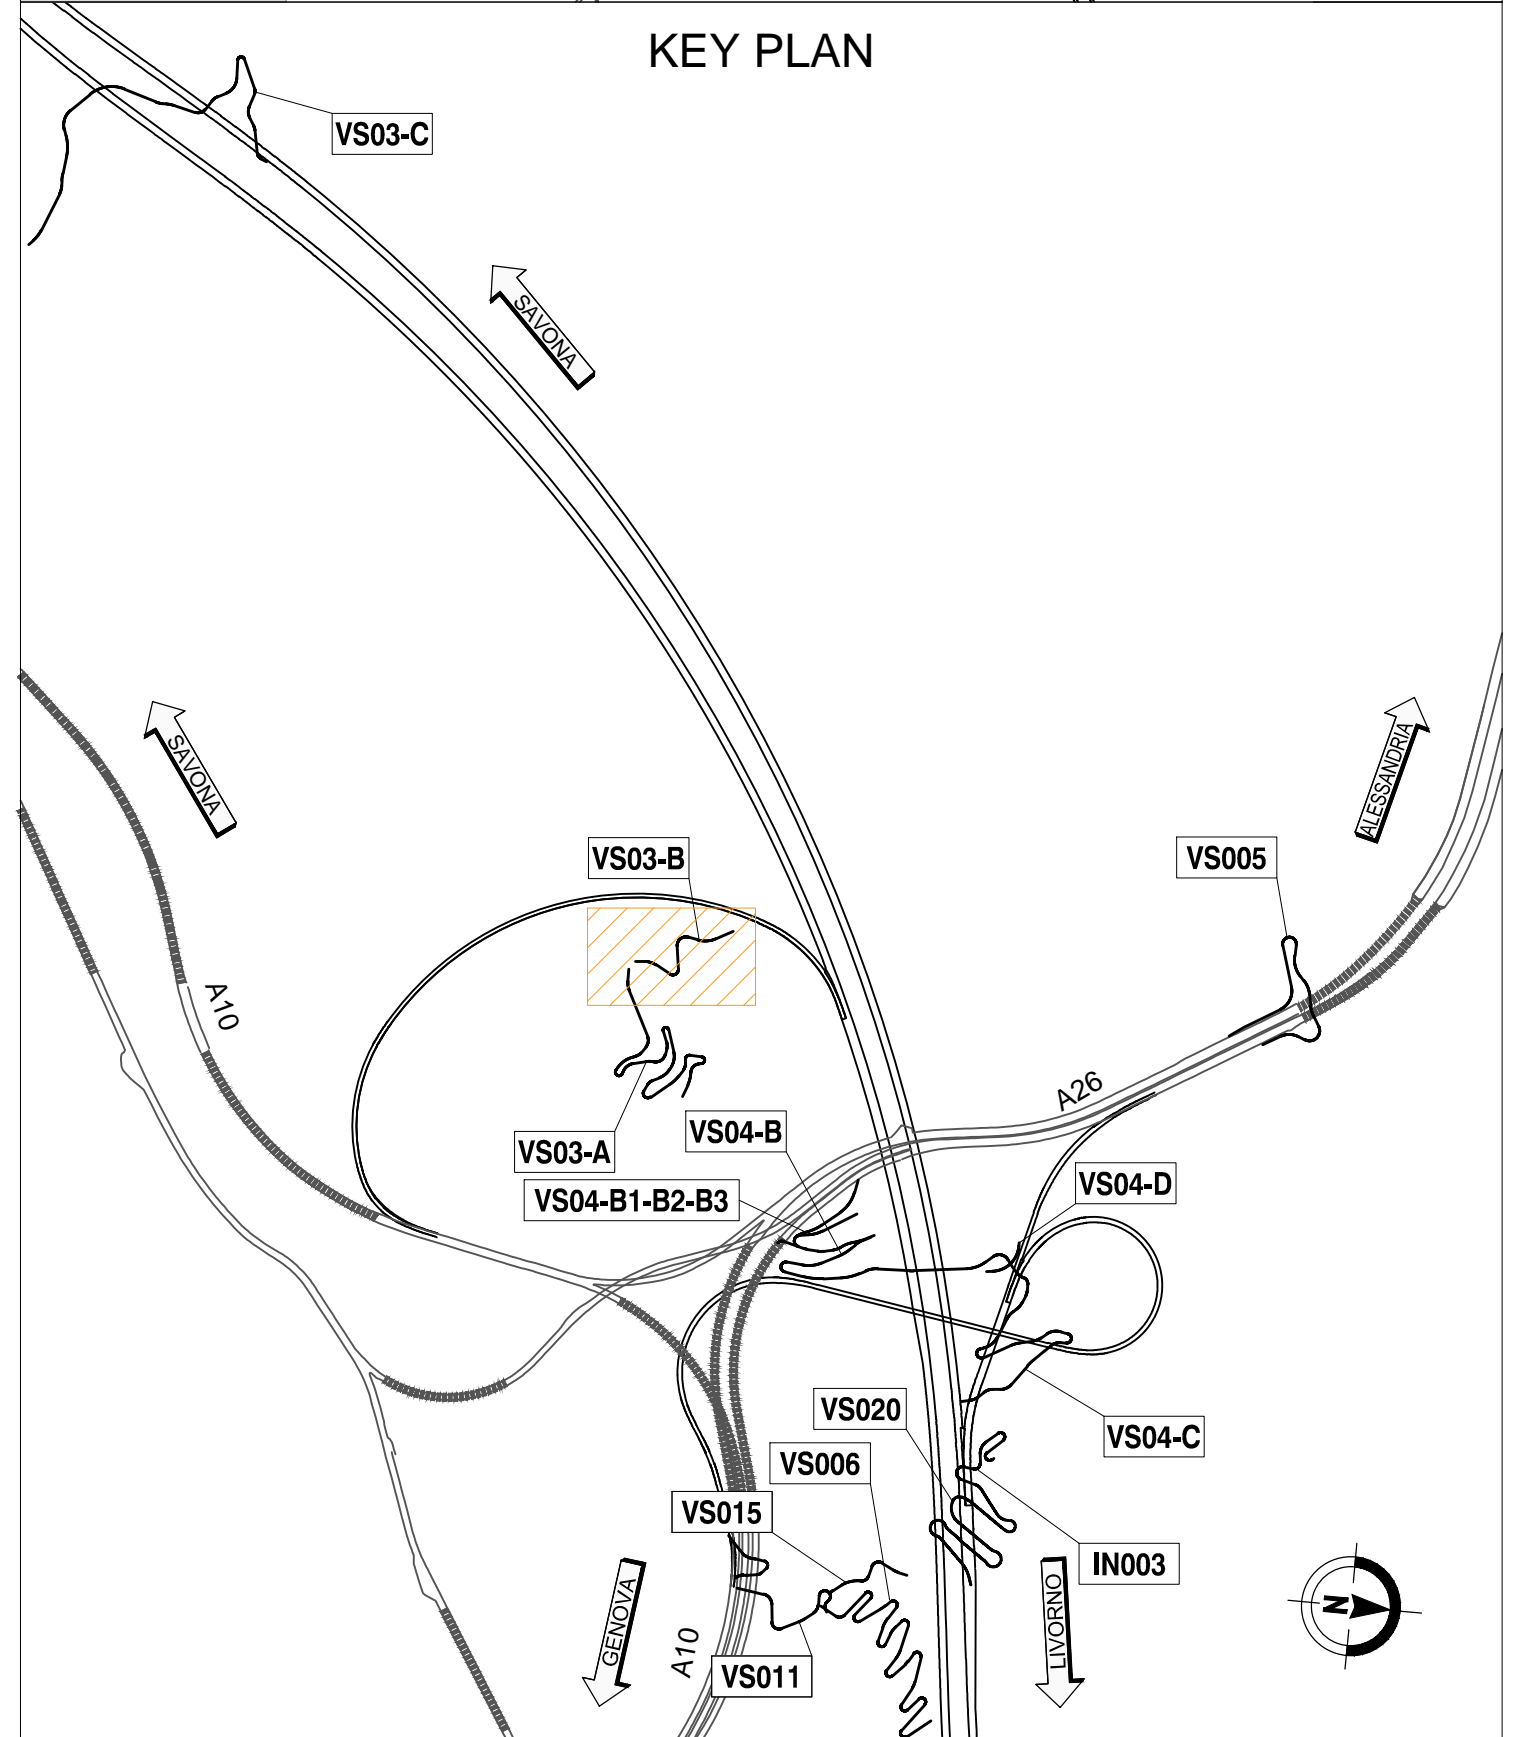 KEY PLAN
VS03-C
SAVONA
SAVONA
ALESSANDRIA
VS03-B
VS005
A10
A26
VS04-B
VS03-A
VS04-D
VS04-B1-B2-B3
VS020
VS04-C
VS006
VS015
IN003
GENOVA
LIVORNO
N
A10
VS011